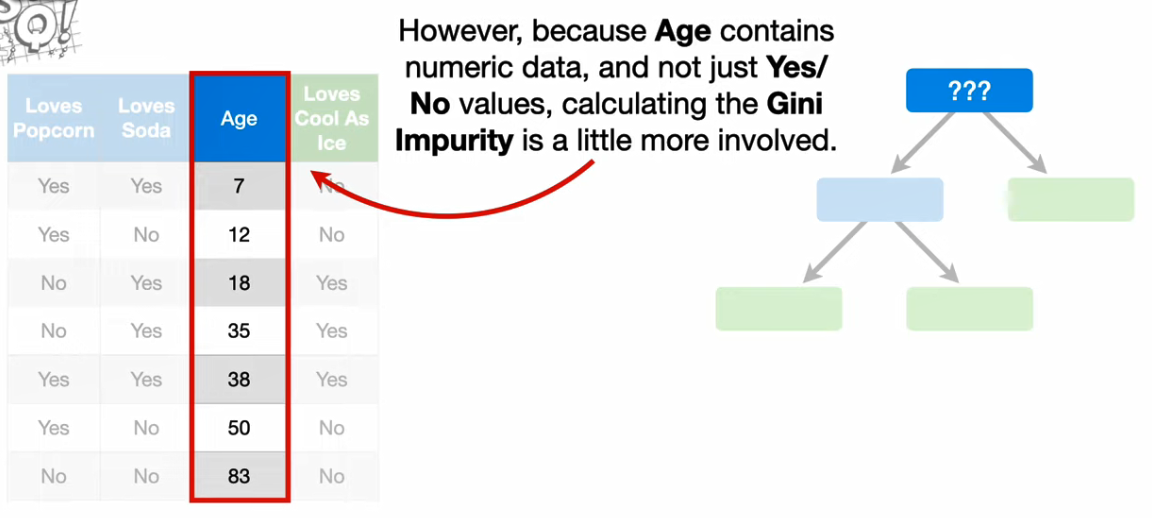 SQ!
However, because Age contains
numeric data, and not just Yes/
No values, calculating the Gini
Impurity is a little more involved.
???
Loves Popcorn Loves Soda Age Loves Cool As Ice
Yes Yes 7 No
Yes No 12 No
No Yes 18 Yes
No Yes 35 Yes
Yes Yes 38 Yes
Yes No 50 No
No No 83 No